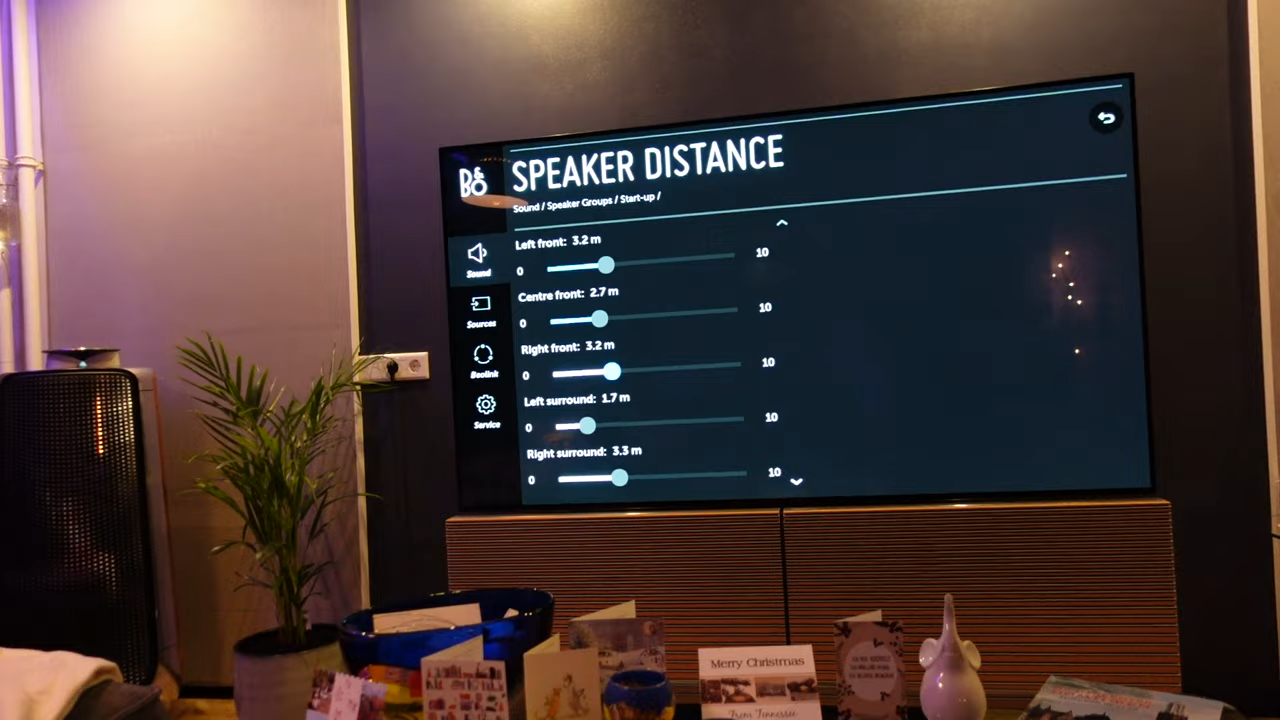 B&O
SPEAKER DISTANCE
Sound / Speaker Groups / Start-up /
Sound
Sources
Beolink
Service
Left front: 3.2 m
0 10
Centre front: 2.7 m
0 10
Right front: 3.2 m
0 10
Left surround: 1.7 m
0 10
Right surround: 3.3 m
0 10
Merry Christmas
From Tennessee